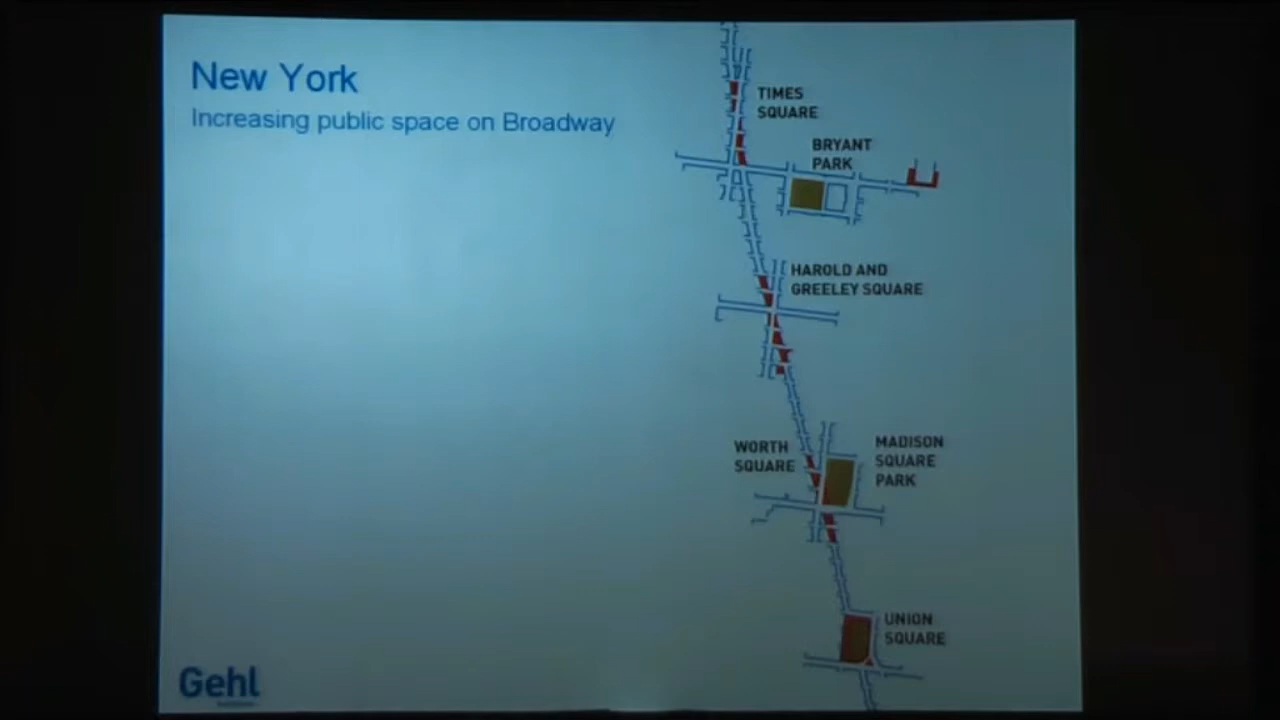 New York
Increasing public space on Broadway
TIMES
SQUARE
BRYANT
PARK
HAROLD AND
GREELEY SQUARE
WORTH
SQUARE
MADISON
SQUARE
PARK
UNION
SQUARE
Gehl